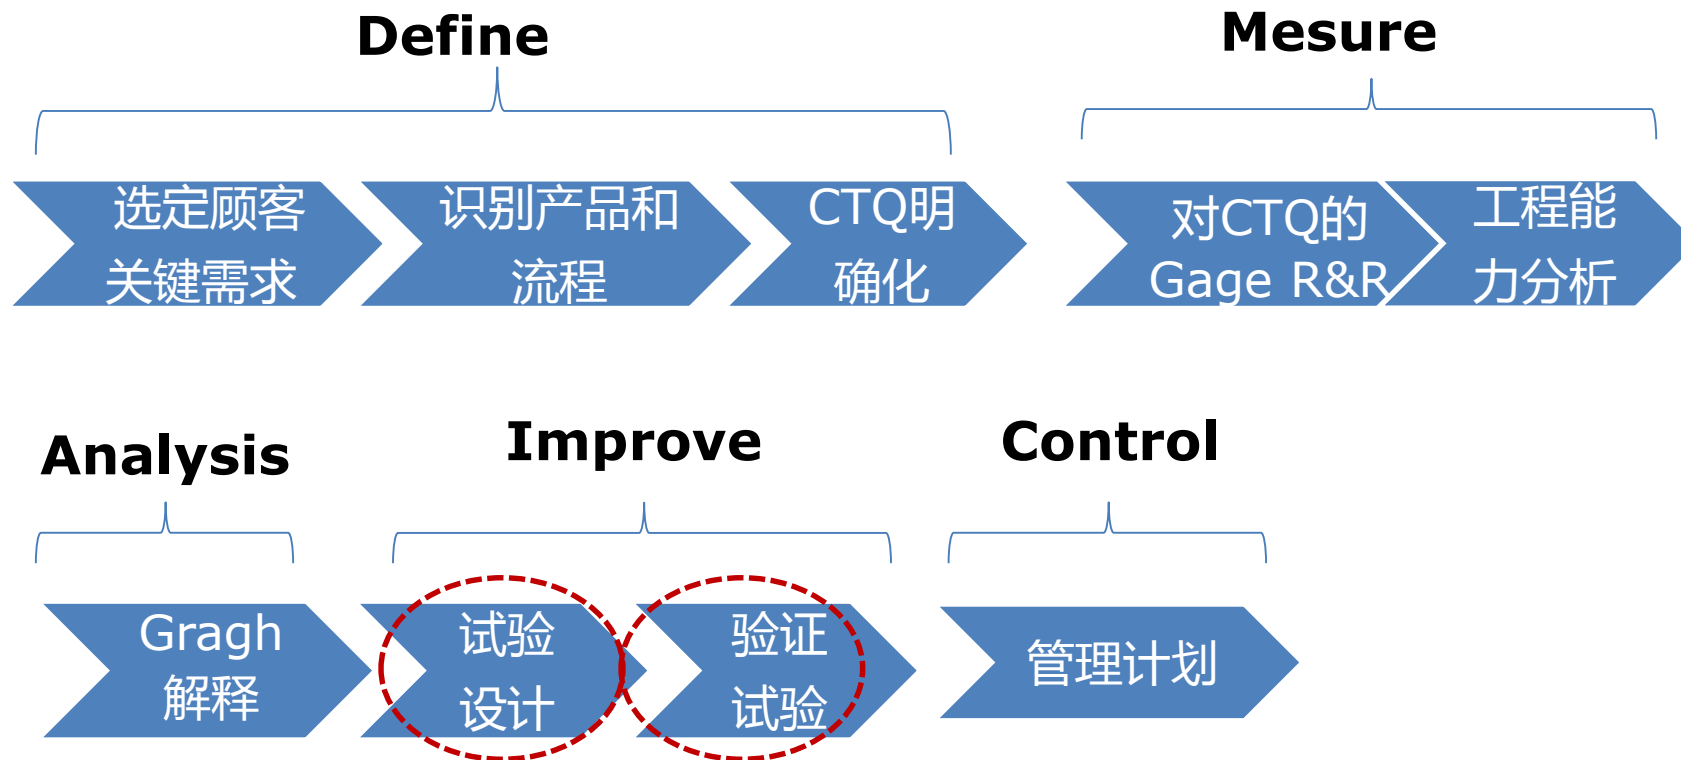 Define
Mesure
选定顾客
关键需求
识别产品和
流程
CTQ明
确化
对CTQ的
Gage R&R
工程能
力分析
Analysis
Improve
Control
Gragh
解释
试验
设计
验证
试验
管理计划